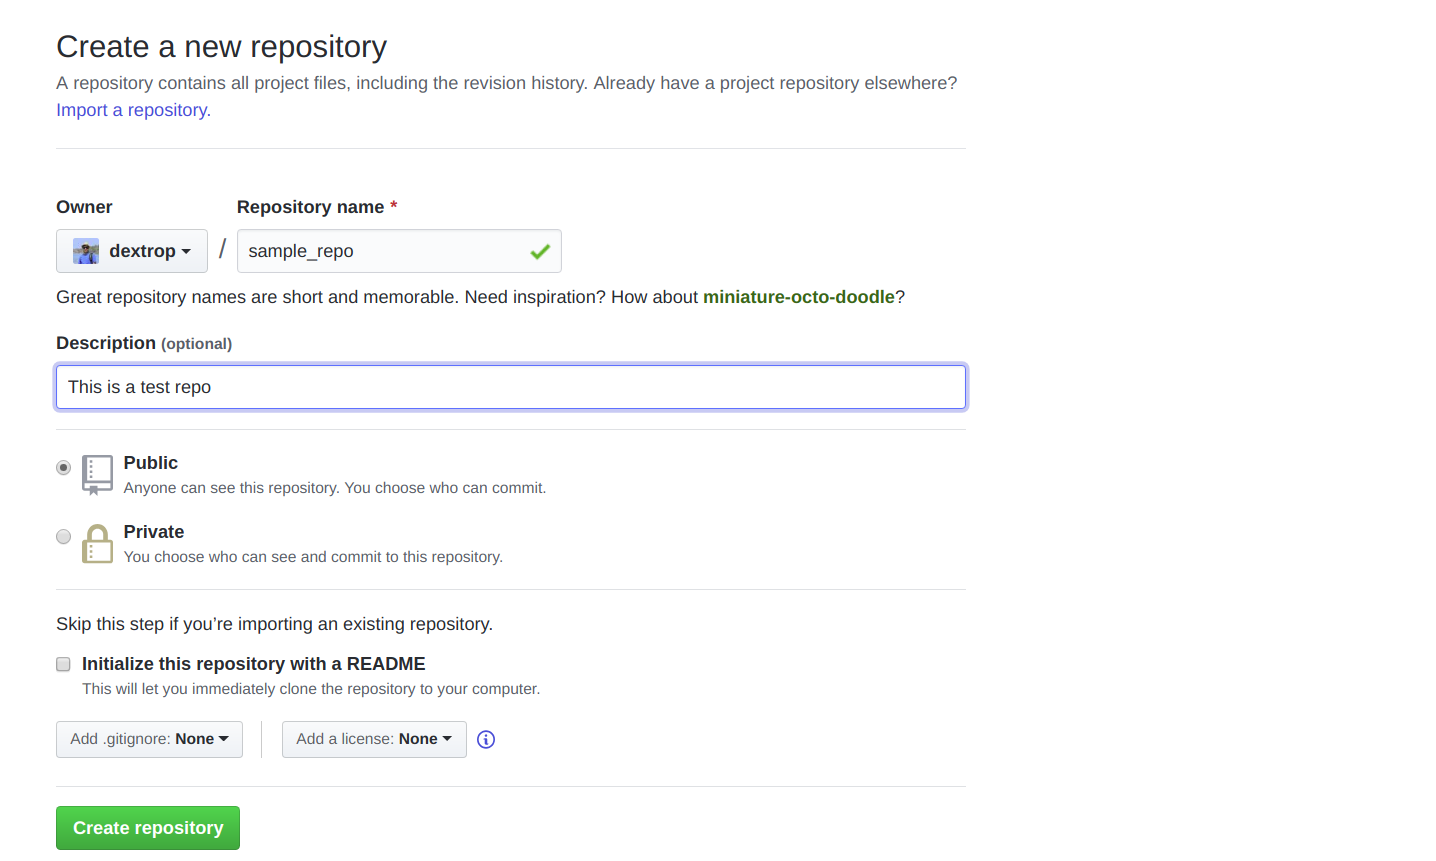 Create a new repository
A repository contains all project files, including the revision history. Already have a project repository elsewhere?
Import a repository.
Owner
Repository name *
dextrop
/
sample_repo
Great repository names are short and memorable. Need inspiration? How about miniature-octo-doodle?
Description (optional)
This is a test repo
Public
Anyone can see this repository. You choose who can commit.
Private
You choose who can see and commit to this repository.
Skip this step if you’re importing an existing repository.
Initialize this repository with a README
This will let you immediately clone the repository to your computer.
Add .gitignore: None
Add a license: None
Create repository